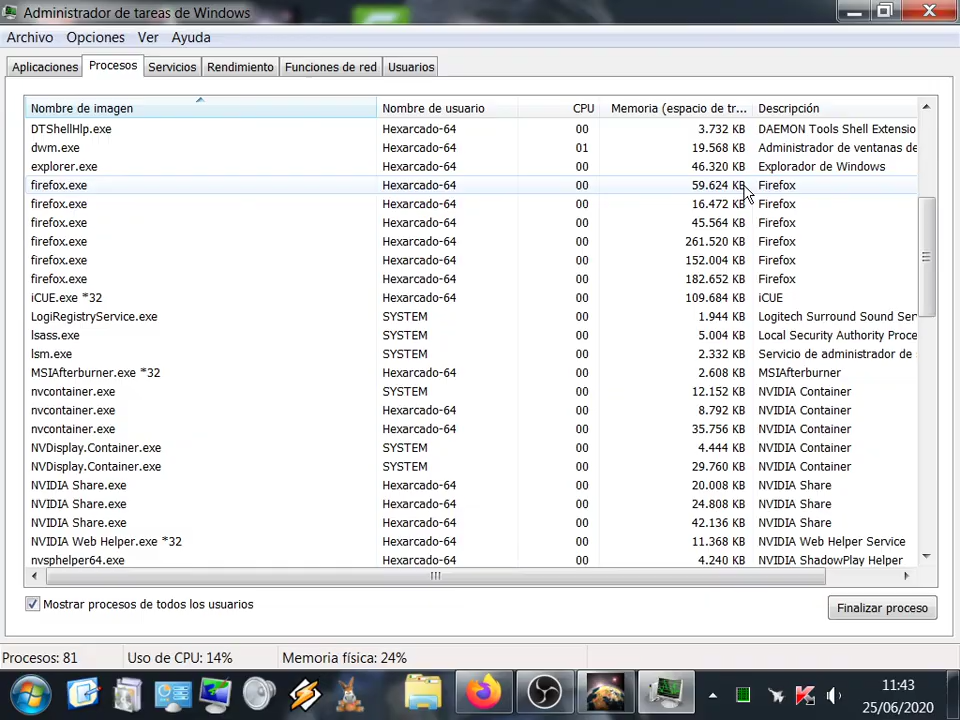 Administrador de tareas de Windows
Archivo Opciones Ver Ayuda
Aplicaciones Procesos Servicios Rendimiento Funciones de red Usuarios
Nombre de imagen Nombre de usuario CPU Memoria (espacio de tr... Descripción
DTShellHlp.exe Hexarcado-64 00 3.732 KB DAEMON Tools Shell Extensio
dwm.exe Hexarcado-64 01 19.568 KB Administrador de ventanas de
explorer.exe Hexarcado-64 00 46.320 KB Explorador de Windows
firefox.exe Hexarcado-64 00 59.624 KB Firefox
firefox.exe Hexarcado-64 00 16.472 KB Firefox
firefox.exe Hexarcado-64 00 45.564 KB Firefox
firefox.exe Hexarcado-64 00 261.520 KB Firefox
firefox.exe Hexarcado-64 00 152.004 KB Firefox
firefox.exe Hexarcado-64 00 182.652 KB Firefox
iCUE.exe *32 Hexarcado-64 00 109.684 KB iCUE
LogiRegistryService.exe SYSTEM 00 1.944 KB Logitech Surround Sound Ser
lsass.exe SYSTEM 00 5.004 KB Local Security Authority Proce
lsm.exe SYSTEM 00 2.332 KB Servicio de administrador de
MSIAfterburner.exe *32 Hexarcado-64 00 2.608 KB MSIAfterburner
nvcontainer.exe SYSTEM 00 12.152 KB NVIDIA Container
nvcontainer.exe Hexarcado-64 00 8.792 KB NVIDIA Container
nvcontainer.exe Hexarcado-64 00 35.756 KB NVIDIA Container
NVDisplay.Container.exe SYSTEM 00 4.444 KB NVIDIA Container
NVDisplay.Container.exe SYSTEM 00 29.760 KB NVIDIA Container
NVIDIA Share.exe Hexarcado-64 00 20.008 KB NVIDIA Share
NVIDIA Share.exe Hexarcado-64 00 24.808 KB NVIDIA Share
NVIDIA Share.exe Hexarcado-64 00 42.136 KB NVIDIA Share
NVIDIA Web Helper.exe *32 Hexarcado-64 00 11.368 KB NVIDIA Web Helper Service
nvsphelper64.exe Hexarcado-64 00 4.240 KB NVIDIA ShadowPlay Helper
Mostrar procesos de todos los usuarios
Finalizar proceso
Procesos: 81 Uso de CPU: 14% Memoria física: 24%
11:43
25/06/2020